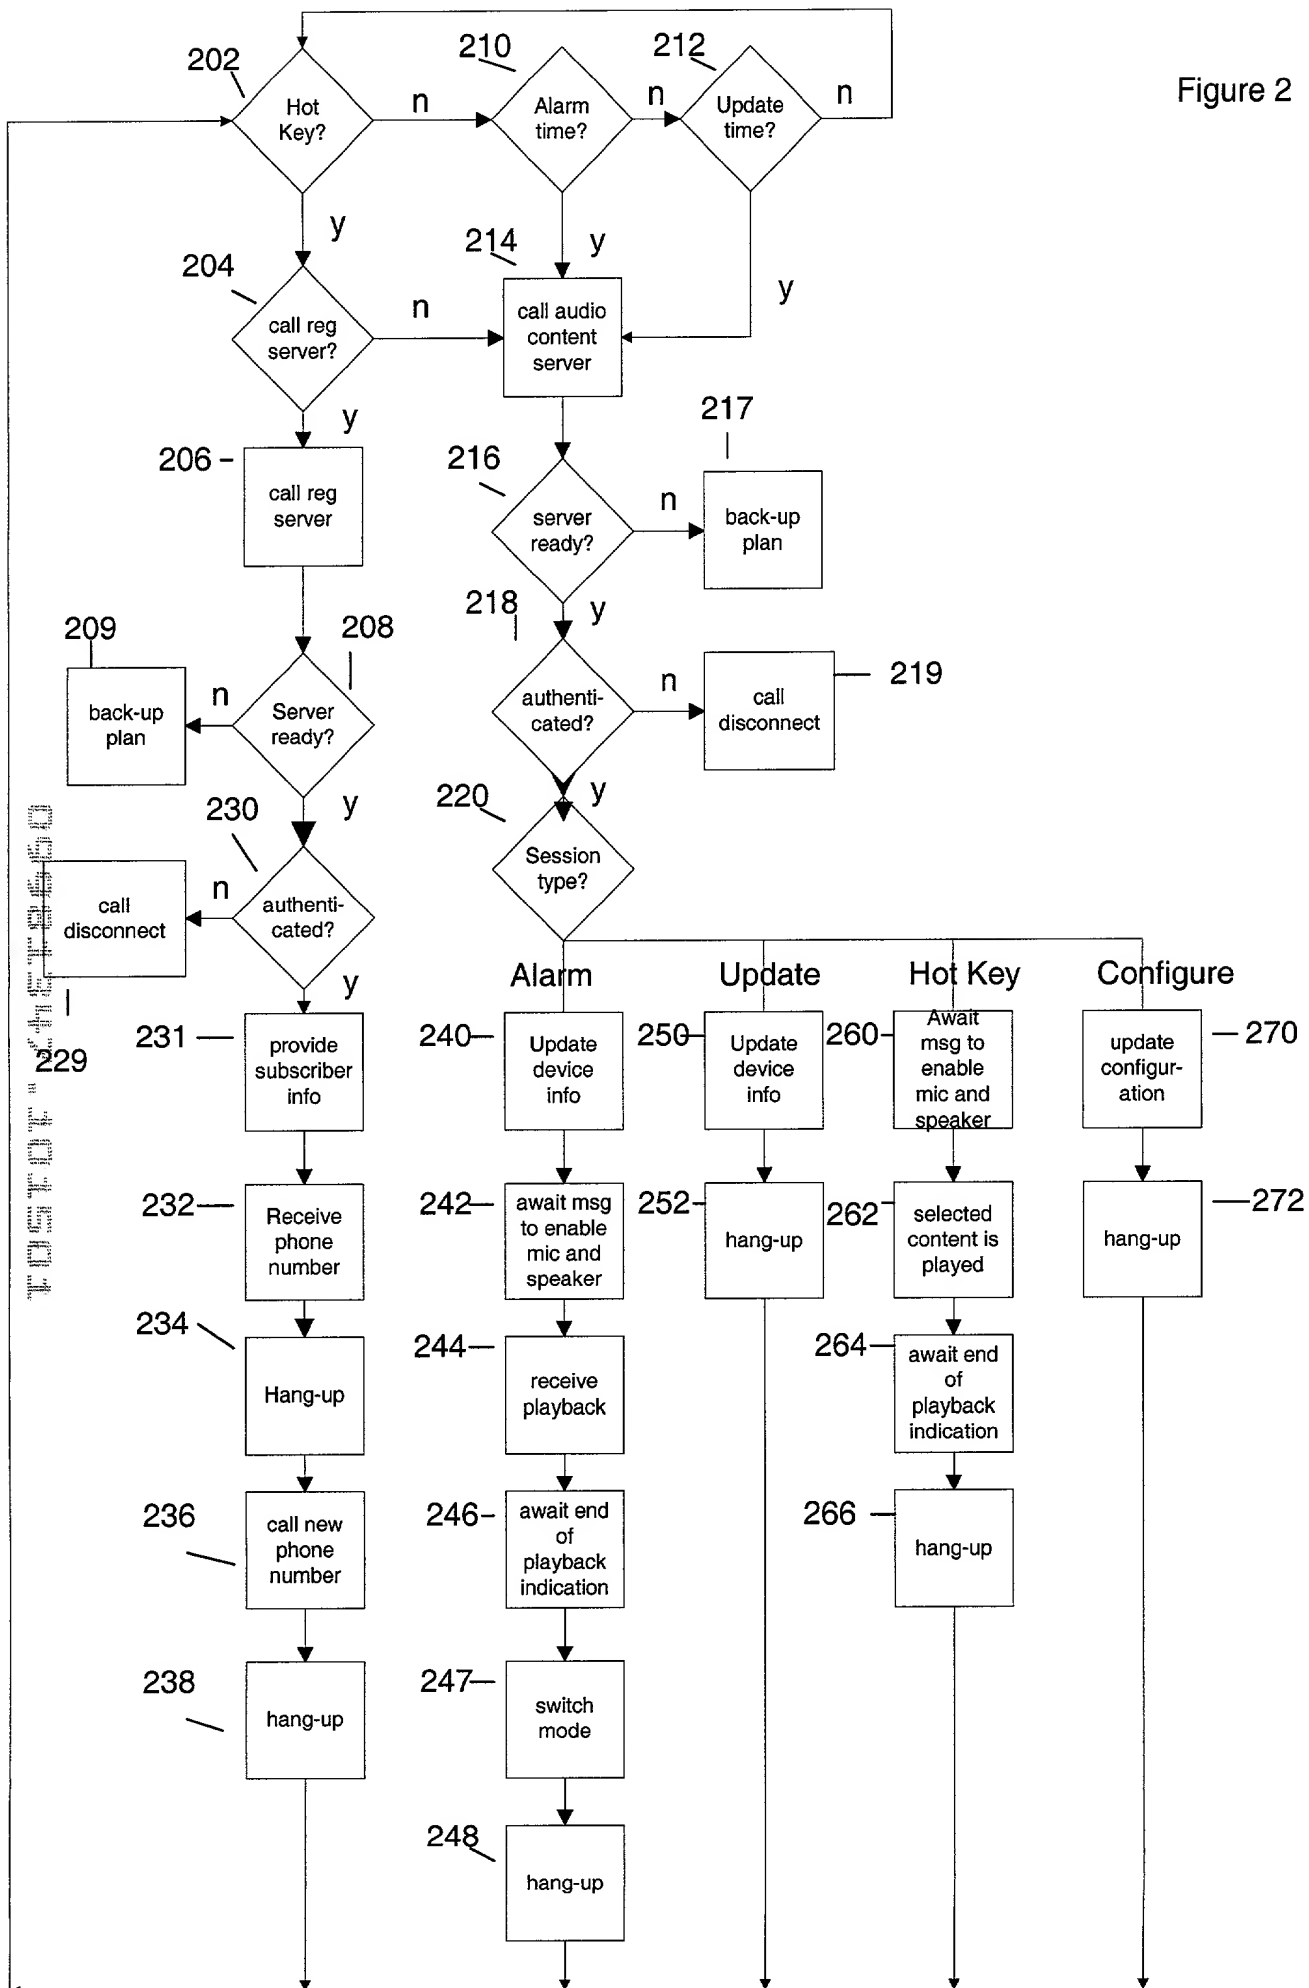 Figure 2
202
Hot
Key?
n
210
Alarm
time?
n
212
Update
time?
n
y
y
y
204
call reg
server?
n
214
call audio
content
server
y
206
call reg
server
216
server
ready?
n
217
back-up
plan
y
209
back-up
plan
n
208
Server
ready?
y
218
authenti-
cated?
n
219
call
disconnect
y
230
authenti-
cated?
n
call
disconnect
229
y
220
Session
type?
Alarm
Update
Hot Key
Configure
231
provide
subscriber
info
232
Receive
phone
number
234
Hang-up
236
call new
phone
number
238
hang-up
240
Update
device
info
242
await msg
to enable
mic and
speaker
244
receive
playback
246
await end
of
playback
indication
247
switch
mode
248
hang-up
250
Update
device
info
252
hang-up
260
Await
msg to
enable
mic and
speaker
262
selected
content is
played
264
await end
of
playback
indication
266
hang-up
270
update
configur-
ation
272
hang-up